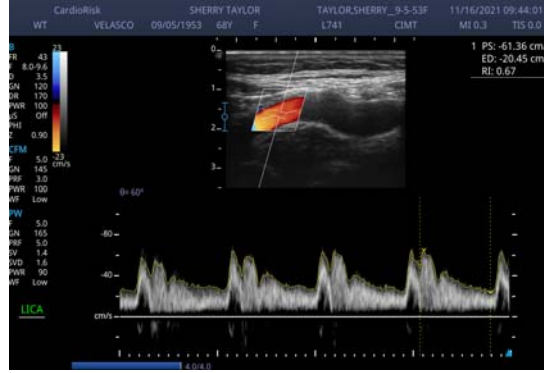 CardioRisk SHERRY TAYLOR TAYLOR,SHERRY__9-5-53F 11/16/2021 09:44:01
WT VELASCO 09/05/1953 68Y F L741 CIMT MI 0.3 TIS 0.0
B
FR 43
F 8.0-9.6
D 3.5
GN 120
DR 170
PWR 100
µS Off
PHI
Z 0.90
CFM
F 5.0
GN 145
PRF 3.0
PWR 100
WF Low
PW
F 5.0
GN 165
PRF 5.0
SV 1.4
SVD 1.6
PWR 90
WF Low
LICA
23
-23
cm/s
0
1
2
3
θ= 60°
1 PS: -61.36 cm/
ED: -20.45 cm/
RI: 0.67
-80
-40
cm/s
4.0/4.0